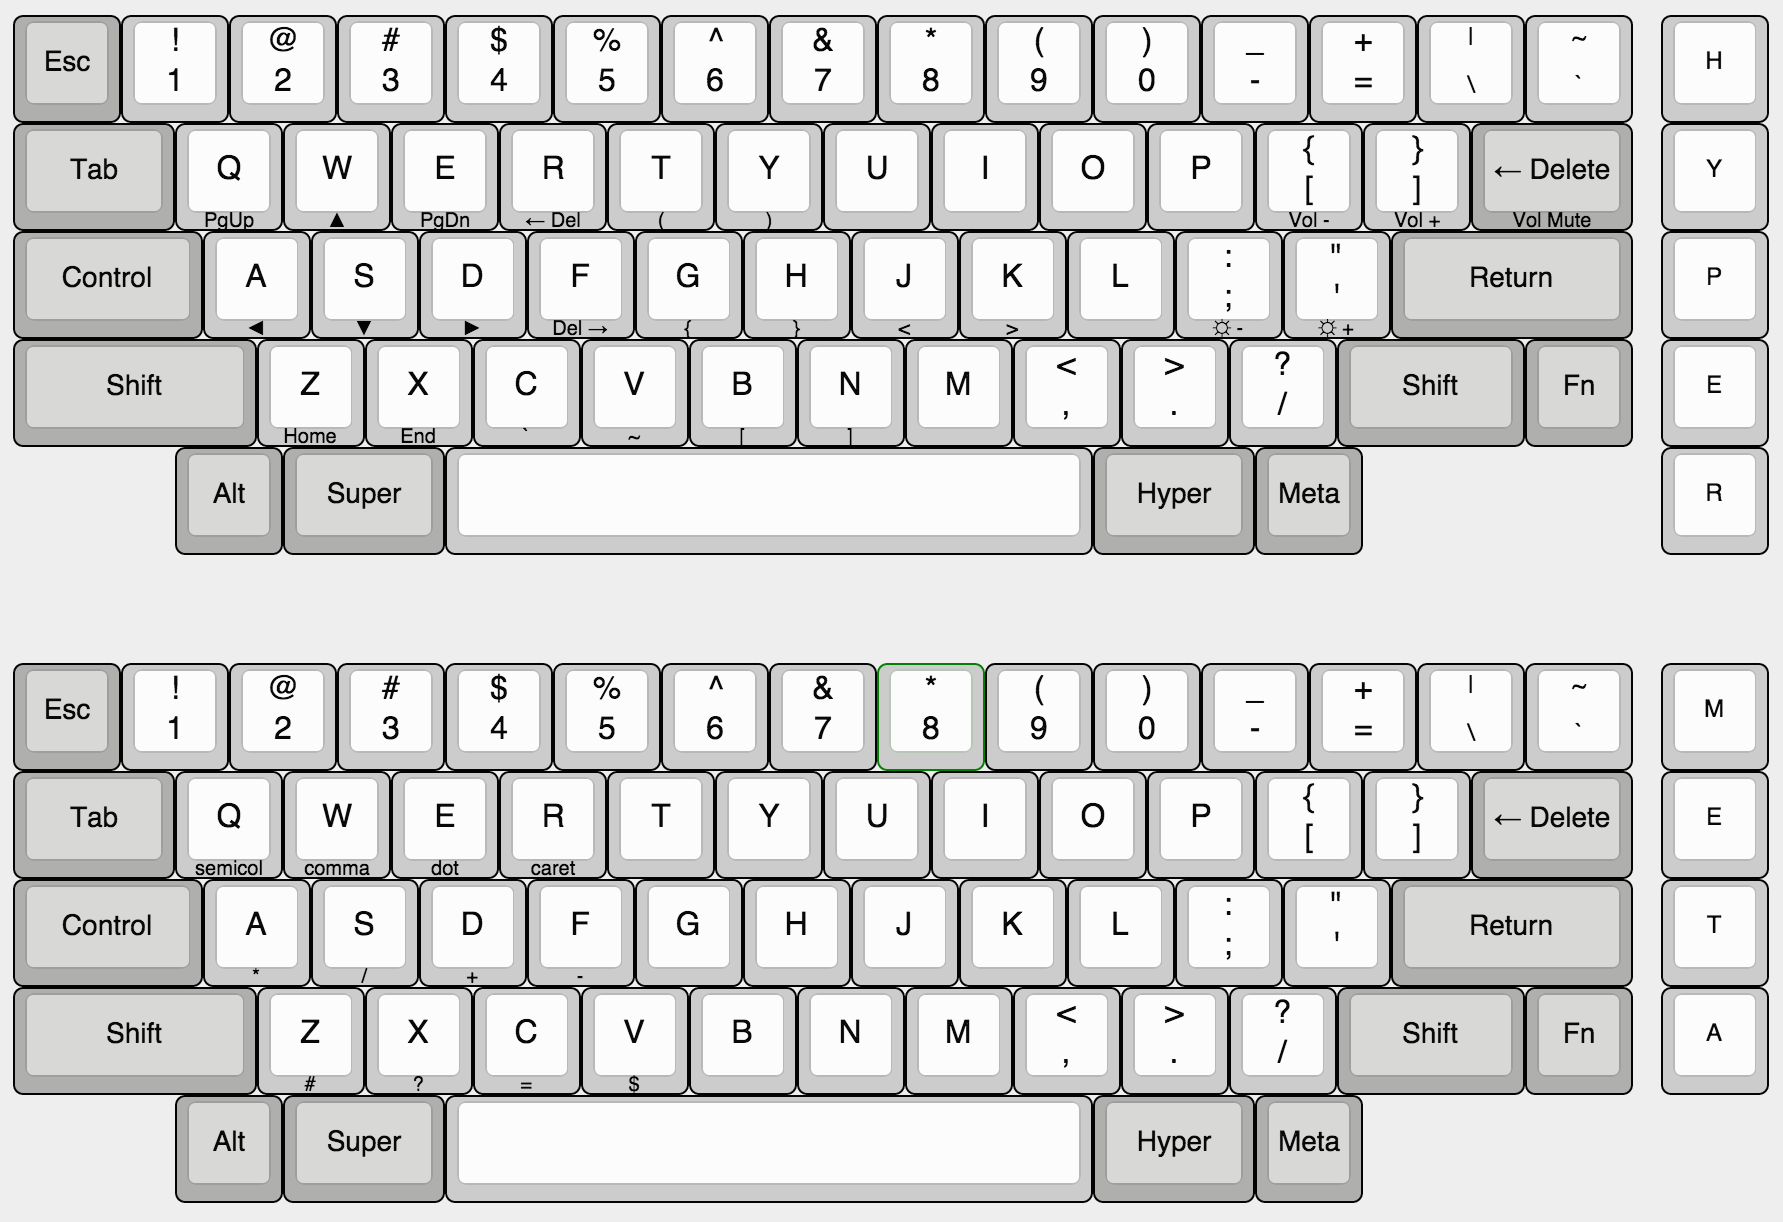 ! @ # $ % ^ & * ( ) _ + | ~
Esc 1 2 3 4 5 6 7 8 9 0 - = \ ` H
Tab Q W E R T Y U I O P { } ← Delete Y
[ ]
PgUp ▲ PgDn ← Del ( ) Vol - Vol + Vol Mute
Control A S D F G H J K L : " Return P
; '
◀ ▼ ▶ Del → { } < > ☼ - ☼ +
Shift Z X C V B N M < > ? Shift Fn E
, . /
Home End ` ~ [ ]
Alt Super Hyper Meta R
! @ # $ % ^ & * ( ) _ + | ~
Esc 1 2 3 4 5 6 7 8 9 0 - = \ ` M
Tab Q W E R T Y U I O P { } ← Delete E
[ ]
semicol comma dot caret
Control A S D F G H J K L : " Return T
; '
* / + -
Shift Z X C V B N M < > ? Shift Fn A
, . /
# ? = $
Alt Super Hyper Meta